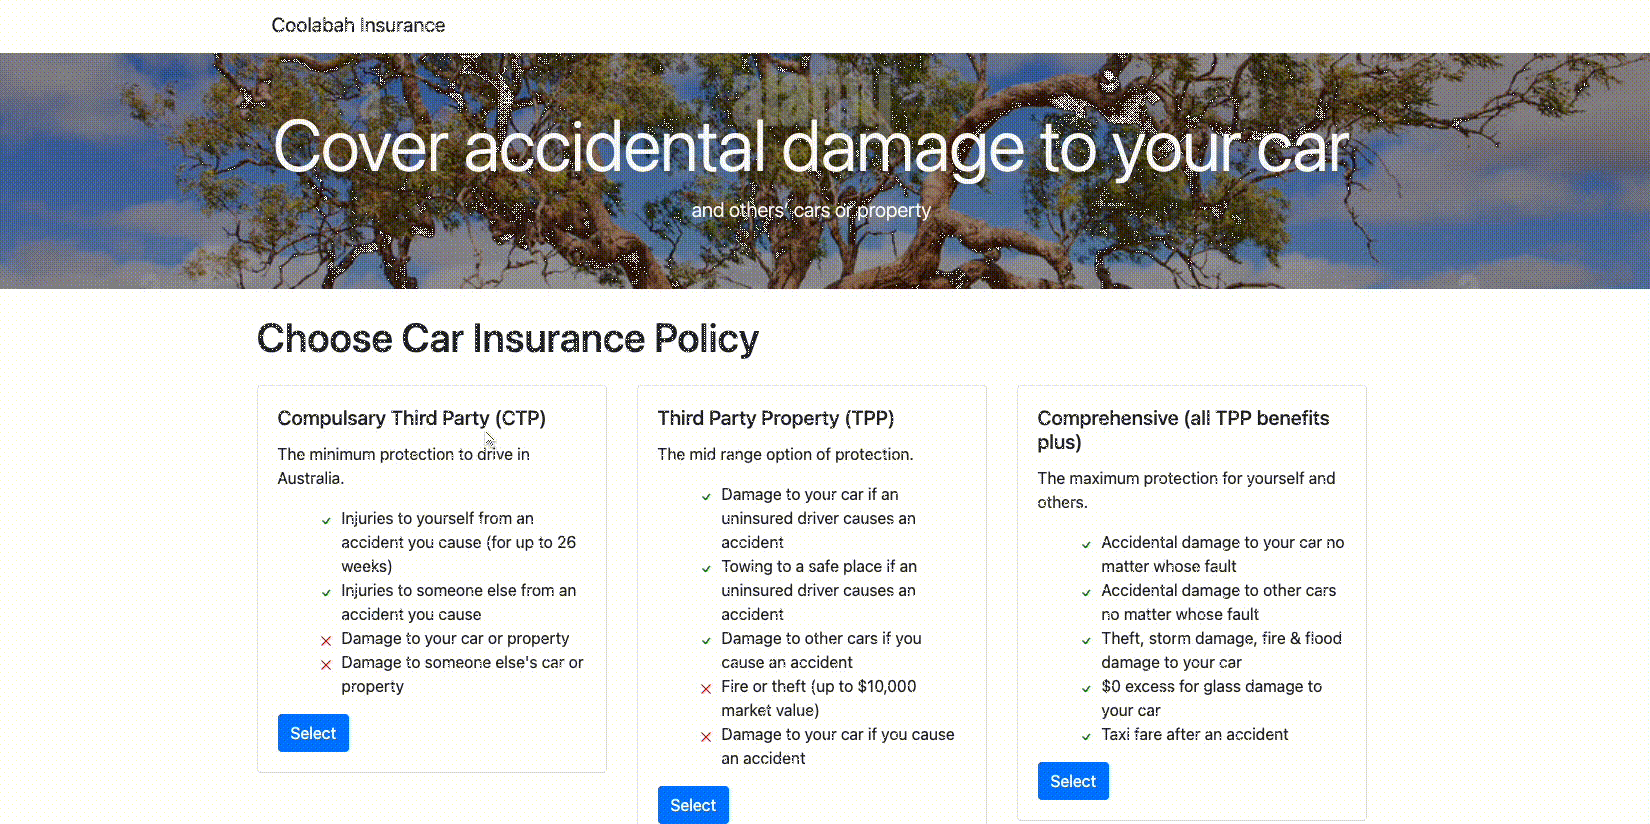 Coolabah Insurance
Cover accidental damage to your car
and others' cars or property
Choose Car Insurance Policy
Compulsary Third Party (CTP)
The minimum protection to drive in
Australia.
Injuries to yourself from an
accident you cause (for up to 26
weeks)
Injuries to someone else from an
accident you cause
Damage to your car or property
Damage to someone else's car or
property
Select
Third Party Property (TPP)
The mid range option of protection.
Damage to your car if an
uninsured driver causes an
accident
Towing to a safe place if an
uninsured driver causes an
accident
Damage to other cars if you
cause an accident
Fire or theft (up to $10,000
market value)
Damage to your car if you cause
an accident
Select
Comprehensive (all TPP benefits
plus)
The maximum protection for yourself and
others.
Accidental damage to your car no
matter whose fault
Accidental damage to other cars
no matter whose fault
Theft, storm damage, fire & flood
damage to your car
$0 excess for glass damage to
your car
Taxi fare after an accident
Select